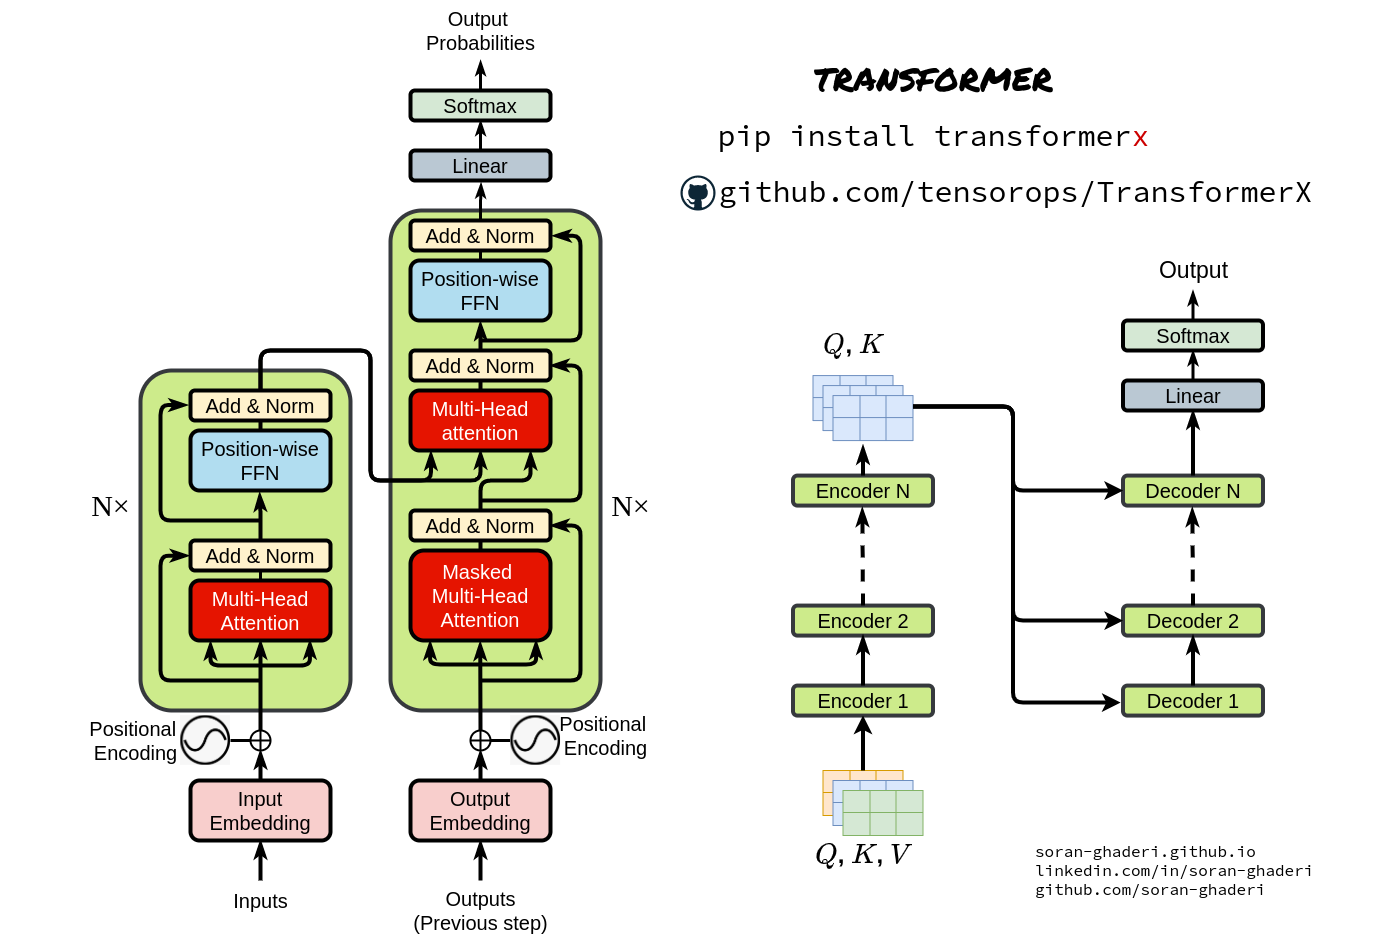 Output
Probabilities
Softmax
Linear
Add & Norm
Position-wise
FFN
Add & Norm
Multi-Head
attention
Add & Norm
Masked
Multi-Head
Attention
N×
Positional
Encoding
Output
Embedding
Outputs
(Previous step)
Add & Norm
Position-wise
FFN
Add & Norm
Multi-Head
Attention
N×
Positional
Encoding
Input
Embedding
Inputs
TRANSFORMER
pip install transformerx
github.com/tensorops/TransformerX
Q, K
Encoder N
Encoder 2
Encoder 1
Q, K, V
Output
Softmax
Linear
Decoder N
Decoder 2
Decoder 1
soran-ghaderi.github.io
linkedin.com/in/soran-ghaderi
github.com/soran-ghaderi